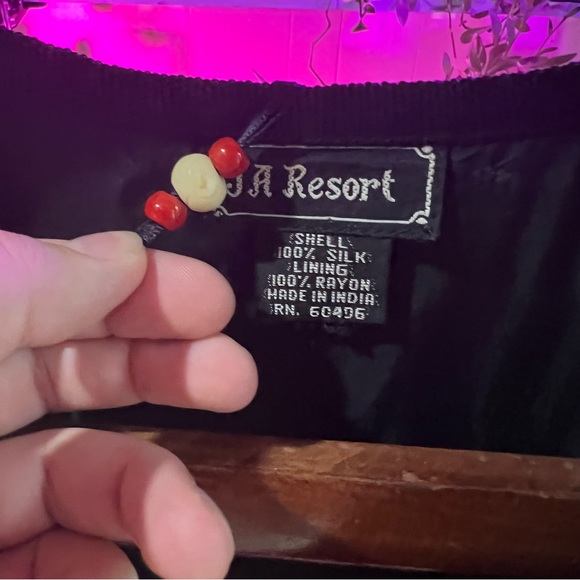 JA Resort
SHELL
100% SILK
LINING
100% RAYON
MADE IN INDIA
RN. 60496